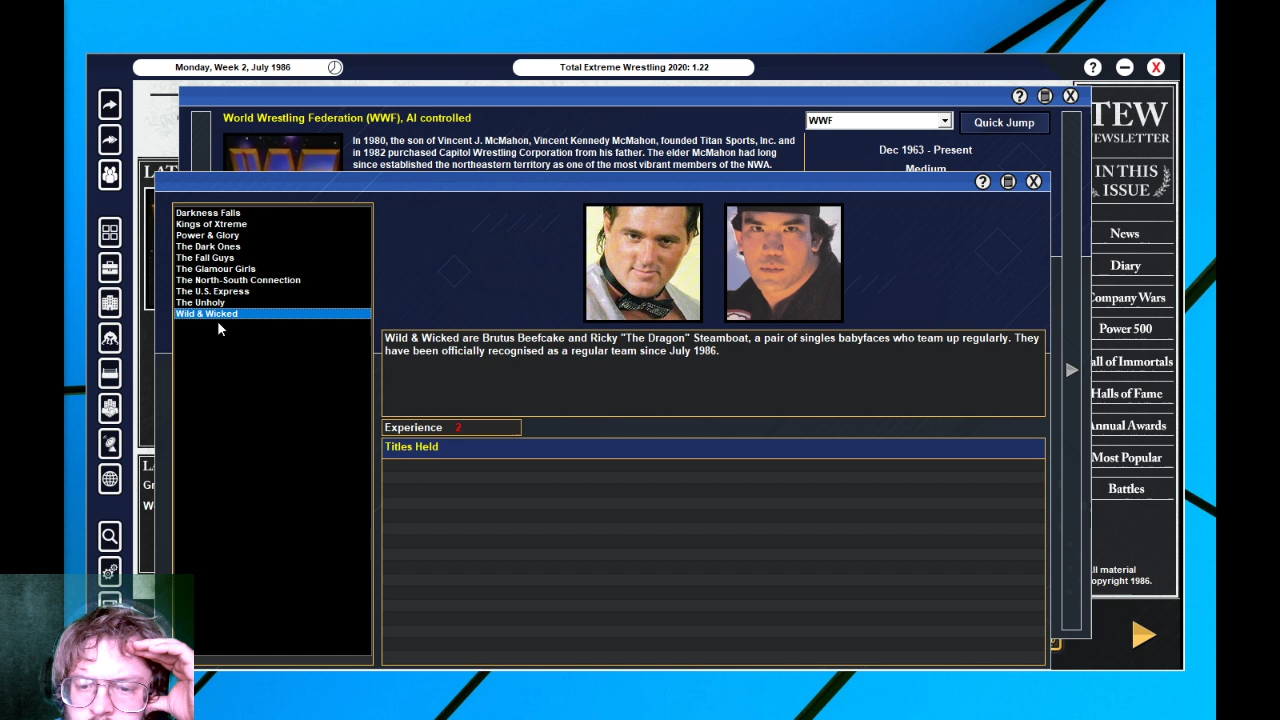 Monday, Week 2, July 1986
Total Extreme Wrestling 2020: 1.22
?
X
? X
World Wrestling Federation (WWF), AI controlled
WWF
Quick Jump
In 1980, the son of Vincent J. McMahon, Vincent Kennedy McMahon, founded Titan Sports, Inc. and
in 1982 purchased Capitol Wrestling Corporation from his father. The elder McMahon had long
since established the northeastern territory as one of the most vibrant members of the NWA.
Dec 1963 - Present
Medium
TEW
EWSLETTER
IN THIS
ISSUE
News
Diary
Company Wars
Power 500
all of Immortals
Halls of Fame
Annual Awards
Most Popular
Battles
ll material
opyright 1986.
LAT
L
Gr
W
? X
Darkness Falls
Kings of Xtreme
Power & Glory
The Dark Ones
The Fall Guys
The Glamour Girls
The North-South Connection
The U.S. Express
The Unholy
Wild & Wicked
Wild & Wicked are Brutus Beefcake and Ricky "The Dragon" Steamboat, a pair of singles babyfaces who team up regularly. They
have been officially recognised as a regular team since July 1986.
Experience 2
Titles Held